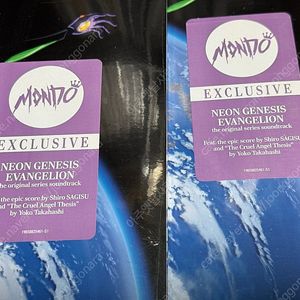 MONDO
EXCLUSIVE
NEON GENESIS
EVANGELION
the original series soundtrack
Feat. the epic score by Shiro SAGISU
and "The Cruel Angel Thesis"
by Yoko Takahashi
MONDO
EXCLUSIVE
NEON GENESIS
EVANGELION
the original series soundtrack
Feat. the epic score by Shiro SAGISU
and "The Cruel Angel Thesis"
by Yoko Takahashi